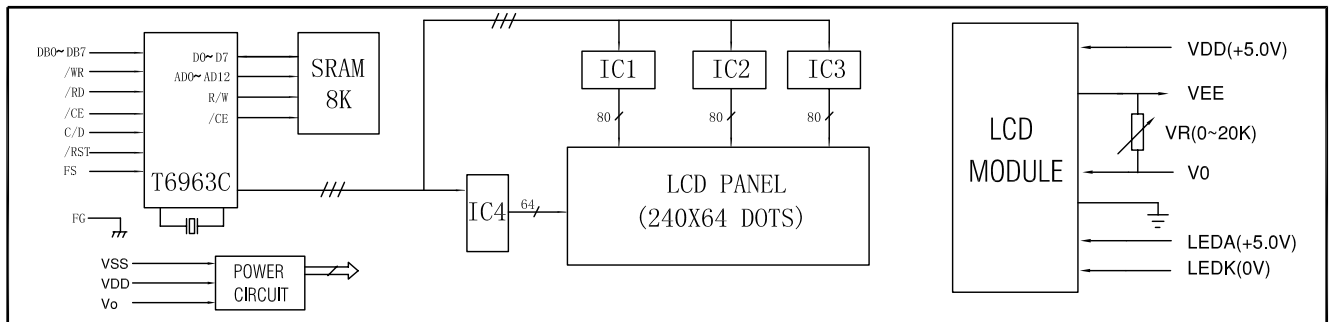 DB0~DB7
/WR
/RD
/CE
C/D
/RST
FS
FG
D0~D7
AD0~AD12
R/W
/CE
T6963C
SRAM
8K
IC1
IC2
IC3
80
80
80
IC4
64
LCD PANEL
(240X64 DOTS)
VSS
VDD
Vo
POWER
CIRCUIT
LCD
MODULE
VDD(+5.0V)
VEE
VR(0~20K)
V0
LEDA(+5.0V)
LEDK(0V)